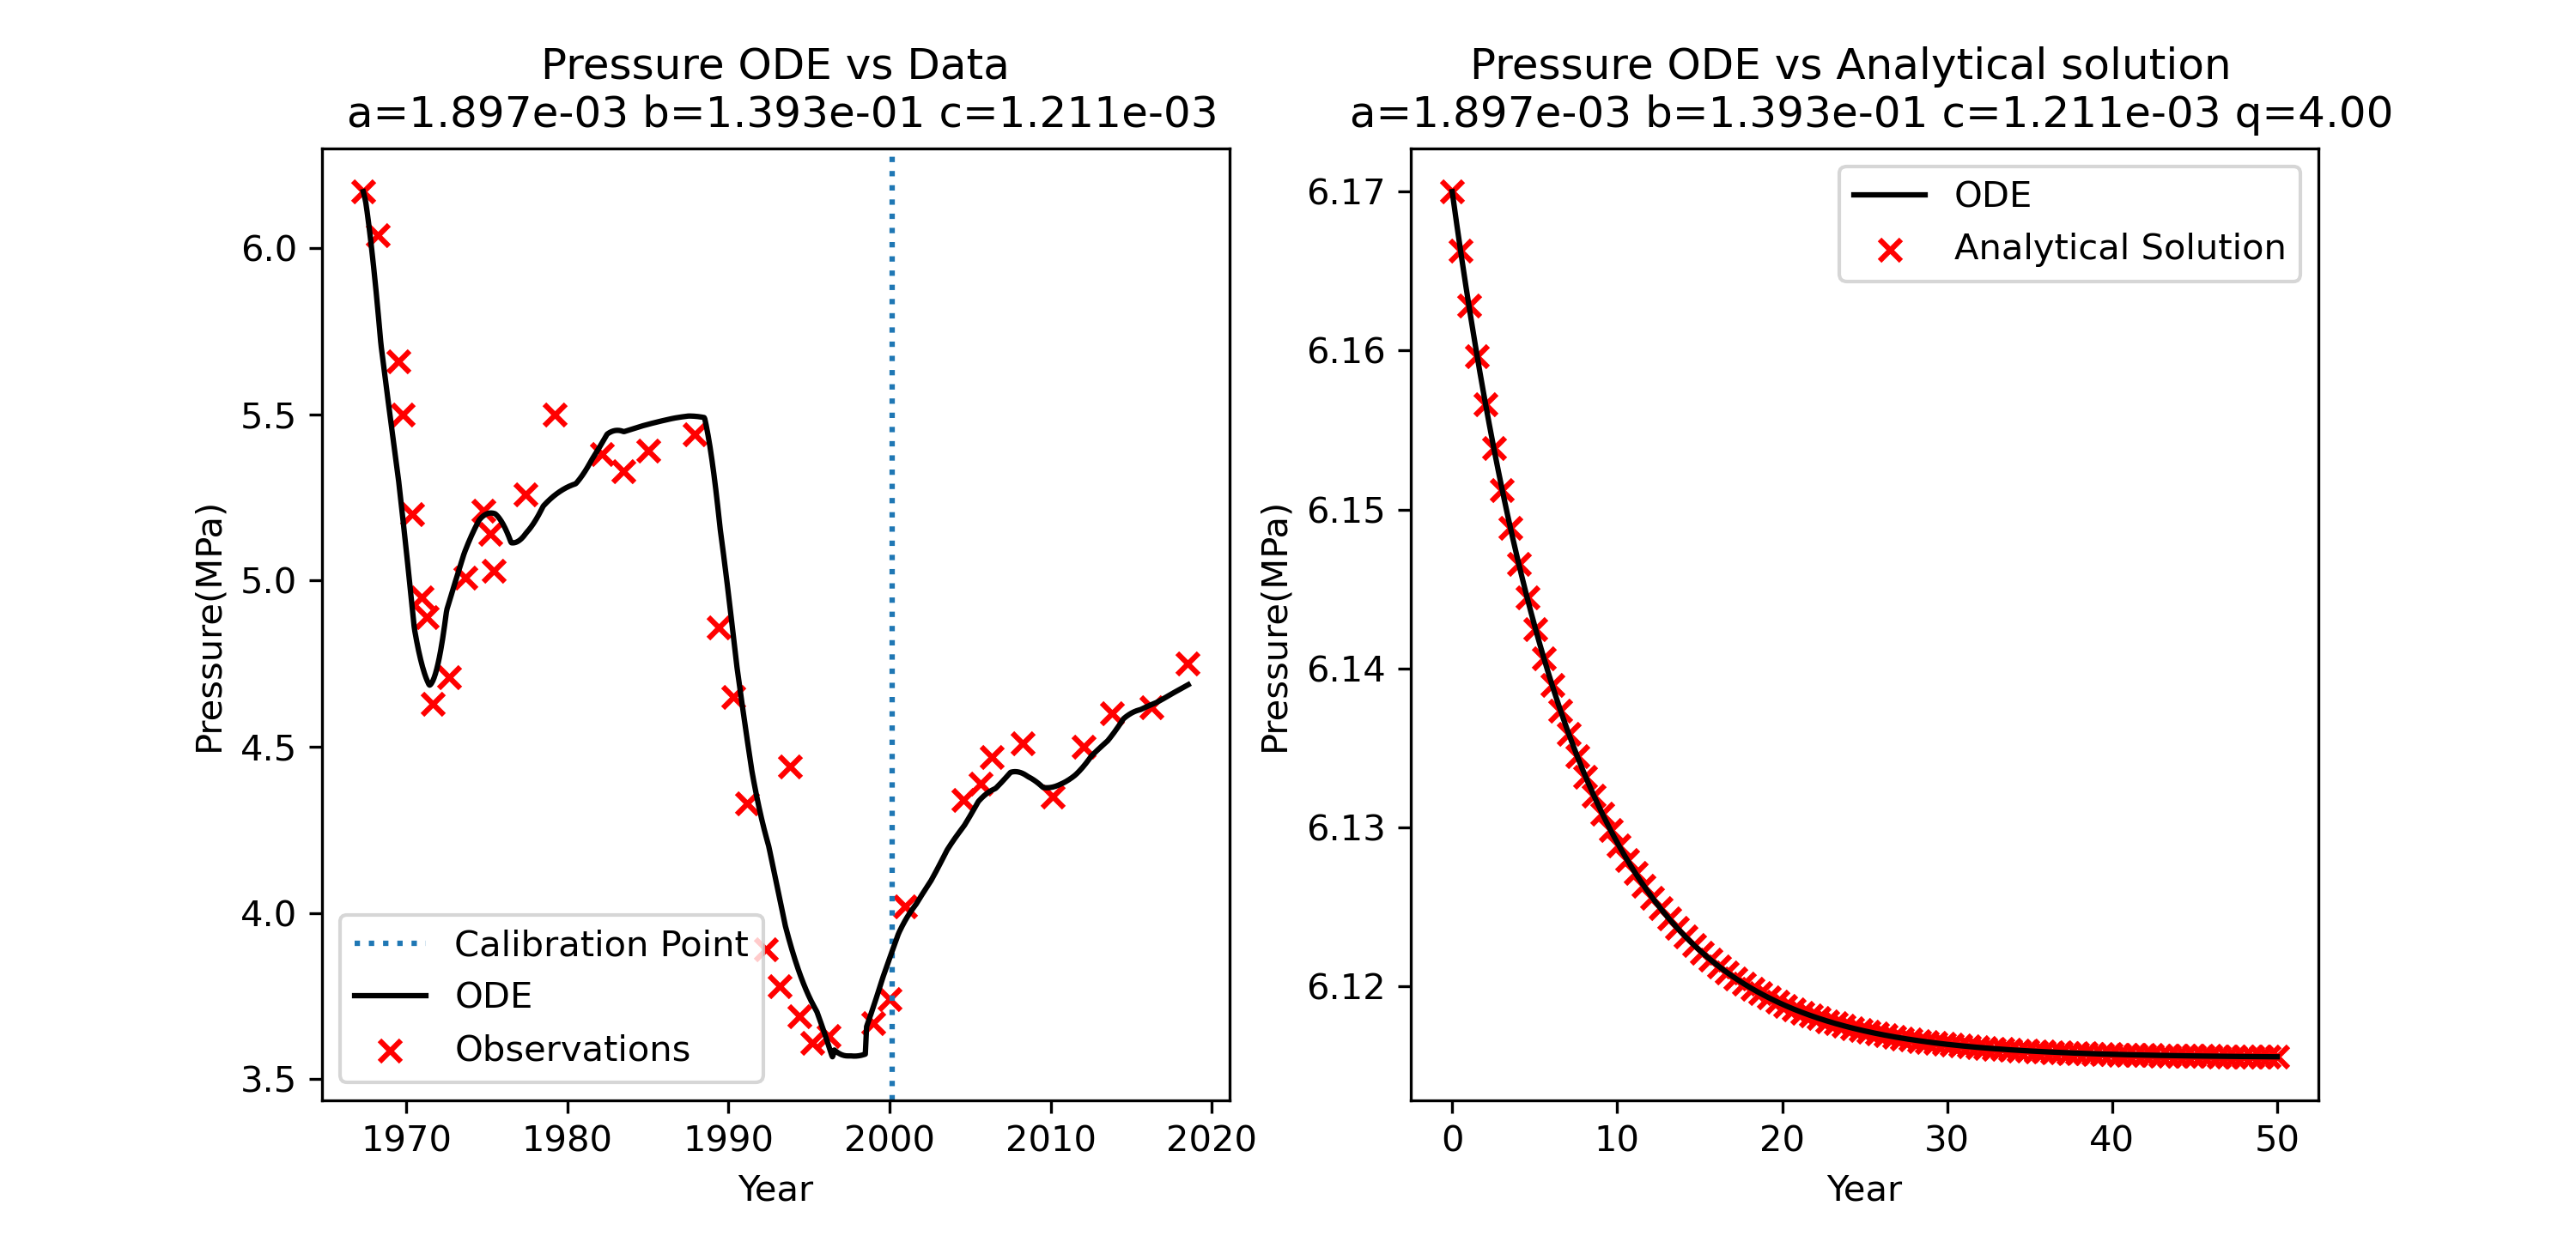 Pressure ODE vs Data
a=1.897e-03 b=1.393e-01 c=1.211e-03
Pressure(MPa)
6.0
5.5
5.0
4.5
4.0
3.5
Calibration Point
ODE
Observations
1970 1980 1990 2000 2010 2020
Year
Pressure ODE vs Analytical solution
a=1.897e-03 b=1.393e-01 c=1.211e-03 q=4.00
Pressure(MPa)
6.17
6.16
6.15
6.14
6.13
6.12
ODE
Analytical Solution
0 10 20 30 40 50
Year